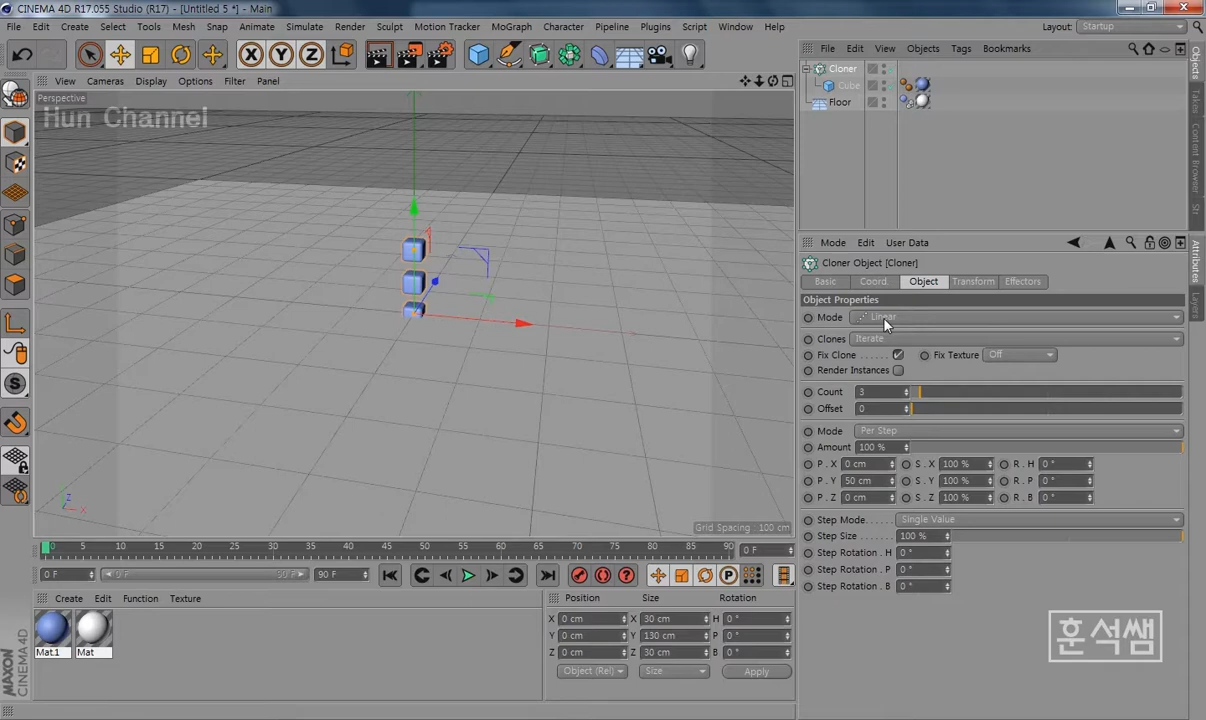 CINEMA 4D R17.055 Studio (R17) - [Untitled 5 *] - Main
File Edit Create Select Tools Mesh Snap Animate Simulate Render Sculpt Motion Tracker MoGraph Character Pipeline Plugins Script Window Help Layout: Startup
View Cameras Display Options Filter Panel
File Edit View Objects Tags Bookmarks
Perspective
Hun Channel
Cloner
Cube
Floor
Objects
Takes
Content Browser
Str
Mode Edit User Data
Cloner Object [Cloner]
Basic Coord. Object Transform Effectors
Object Properties
Mode Linear
Clones Iterate
Fix Clone Fix Texture Off
Render Instances
Count 3
Offset 0
Mode Per Step
Amount 100 %
P . X 0 cm S . X 100 % R . H 0 °
P . Y 50 cm S . Y 100 % R . P 0 °
P . Z 0 cm S . Z 100 % R . B 0 °
Step Mode Single Value
Step Size 100 %
Step Rotation . H 0 °
Step Rotation . P 0 °
Step Rotation . B 0 °
Attributes
Layers
Y
Z
X
Grid Spacing : 100 cm
0 5 10 15 20 25 30 35 40 45 50 55 60 65 70 75 80 85 90 0 F
0 F 0 F 90 F 90 F
Create Edit Function Texture
Mat.1 Mat
Position Size Rotation
X 0 cm X 30 cm H 0 °
Y 0 cm Y 130 cm P 0 °
Z 0 cm Z 30 cm B 0 °
Object (Rel) Size Apply
MAXON
CINEMA 4D
훈석쌤